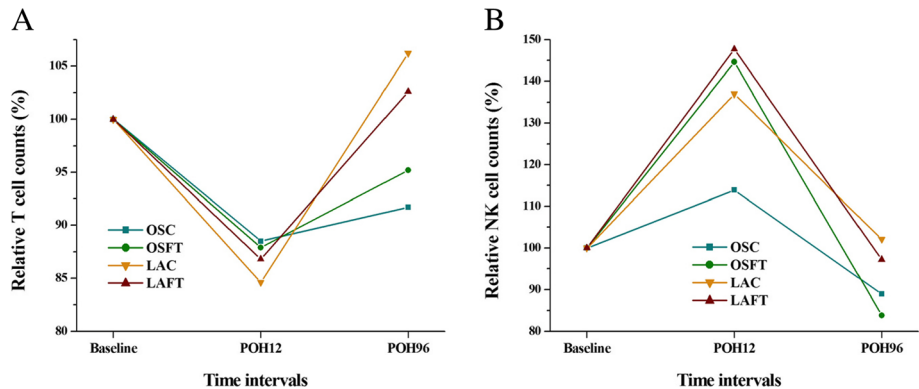 A
Relative T cell counts (%)
105
100
95
90
85
80
OSC
OSFT
LAC
LAFT
Baseline
POH12
POH96
Time intervals
B
Relative NK cell counts (%)
150
140
130
120
110
100
90
80
OSC
OSFT
LAC
LAFT
Baseline
POH12
POH96
Time intervals